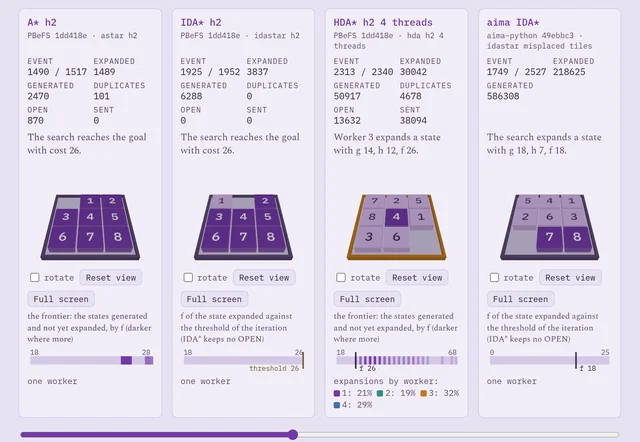 A* h2
PBeFS 1dd418e · astar h2
EVENT EXPANDED
1490 / 1517 1489
GENERATED DUPLICATES
2470 101
OPEN SENT
870 0
The search reaches the goal
with cost 26.
1 2
3 4 5
6 7 8
rotate Reset view
Full screen
the frontier: the states generated
and not yet expanded, by f (darker
where more)
18 28
one worker
IDA* h2
PBeFS 1dd418e · idastar h2
EVENT EXPANDED
1925 / 1952 3837
GENERATED DUPLICATES
6288 0
OPEN SENT
0 0
The search reaches the goal
with cost 26.
1 2
3 4 5
6 7 8
rotate Reset view
Full screen
f of the state expanded against
the threshold of the iteration
(IDA* keeps no OPEN)
18 26
threshold 26
one worker
HDA* h2 4 threads
PBeFS 1dd418e · hda h2 4
threads
EVENT EXPANDED
2313 / 2340 30042
GENERATED DUPLICATES
50917 4678
OPEN SENT
13632 38094
Worker 3 expands a state
with g 14, h 12, f 26.
7 2 5
8 4 1
3 6
rotate Reset view
Full screen
the frontier: the states generated
and not yet expanded, by f (darker
where more)
18 68
f 26
expansions by worker:
1: 21% 2: 19% 3: 32%
4: 29%
aima IDA*
aima-python 49ebbc3 ·
idastar misplaced tiles
EVENT EXPANDED
1749 / 2527 218625
GENERATED
586308
The search expands a state
with g 18, h 7, f 18.
5 4 1
2 6 3
7 8
rotate Reset view
Full screen
f of the state expanded against
the threshold of the iteration
(IDA* keeps no OPEN)
0 25
f 18
one worker